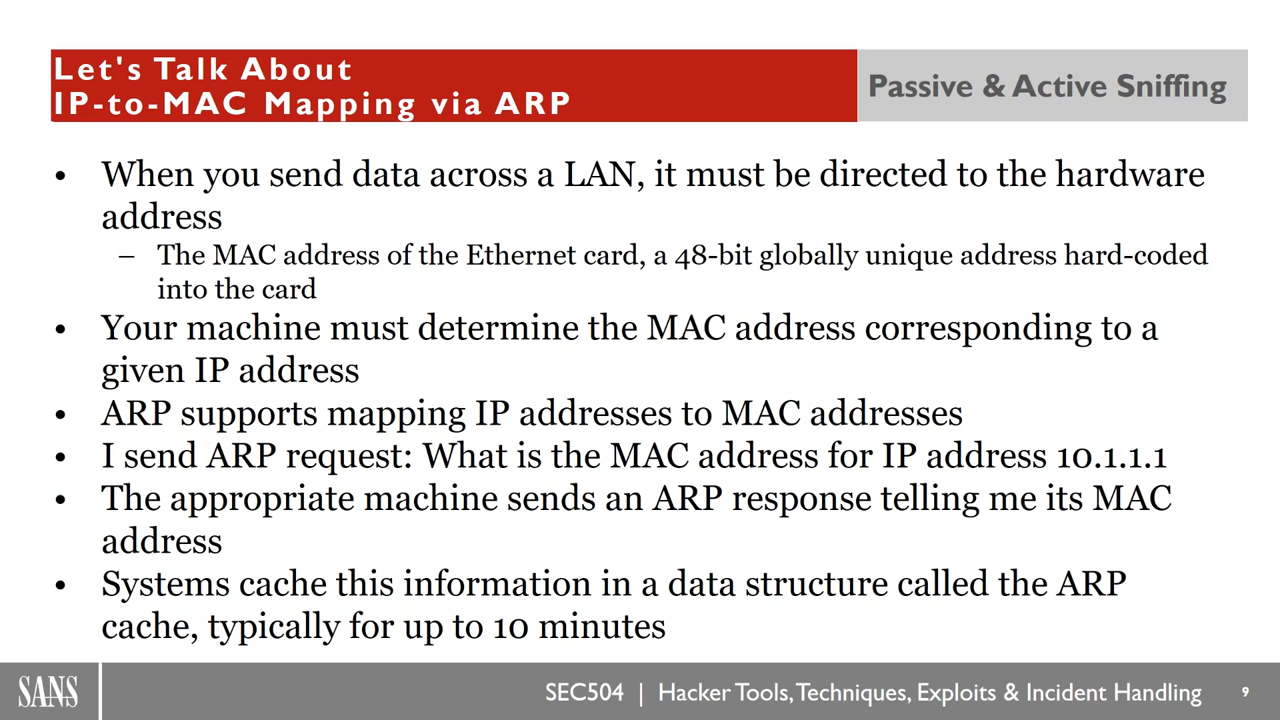 Let's Talk About
IP-to-MAC Mapping via ARP
Passive & Active Sniffing
• When you send data across a LAN, it must be directed to the hardware
address
– The MAC address of the Ethernet card, a 48-bit globally unique address hard-coded
into the card
• Your machine must determine the MAC address corresponding to a
given IP address
• ARP supports mapping IP addresses to MAC addresses
• I send ARP request: What is the MAC address for IP address 10.1.1.1
• The appropriate machine sends an ARP response telling me its MAC
address
• Systems cache this information in a data structure called the ARP
cache, typically for up to 10 minutes
SANS
SEC504 | Hacker Tools, Techniques, Exploits & Incident Handling
9